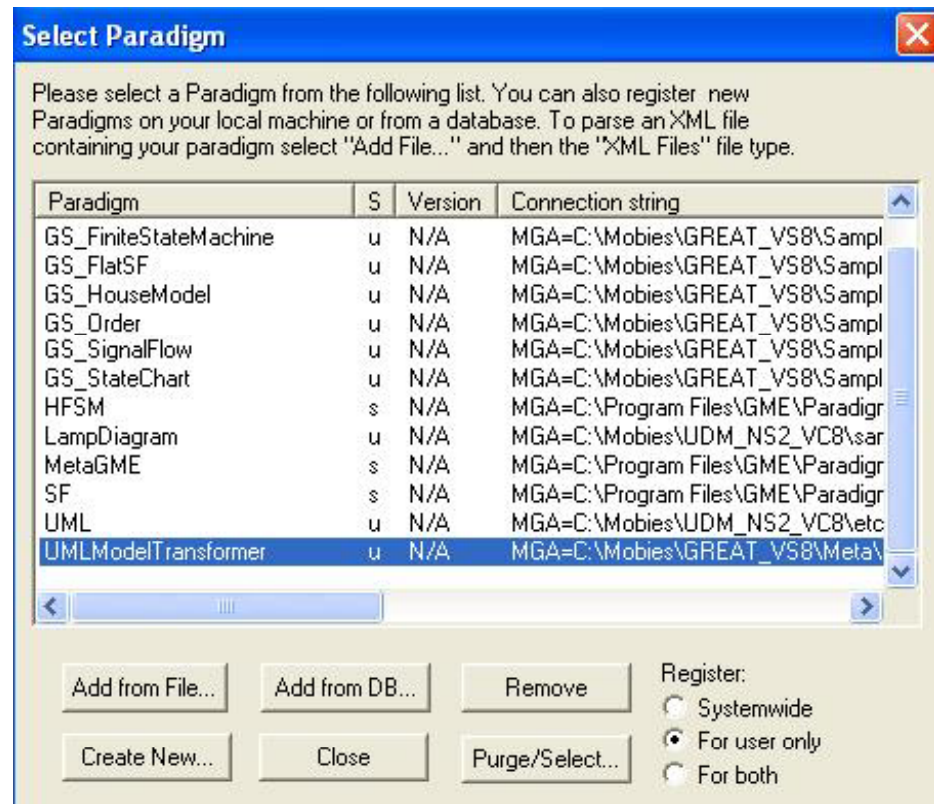 Select Paradigm
Please select a Paradigm from the following list. You can also register new
Paradigms on your local machine or from a database. To parse an XML file
containing your paradigm select "Add File..." and then the "XML Files" file type.
Paradigm S Version Connection string
GS_FiniteStateMachine u N/A MGA=C:\Mobies\GREAT_VS8\Sampl
GS_FlatSF u N/A MGA=C:\Mobies\GREAT_VS8\Sampl
GS_HouseModel u N/A MGA=C:\Mobies\GREAT_VS8\Sampl
GS_Order u N/A MGA=C:\Mobies\GREAT_VS8\Sampl
GS_SignalFlow u N/A MGA=C:\Mobies\GREAT_VS8\Sampl
GS_StateChart u N/A MGA=C:\Mobies\GREAT_VS8\Sampl
HFSM s N/A MGA=C:\Program Files\GME\Paradigr
LampDiagram u N/A MGA=C:\Mobies\UDM_NS2_VC8\sar
MetaGME s N/A MGA=C:\Program Files\GME\Paradigr
SF s N/A MGA=C:\Program Files\GME\Paradigr
UML u N/A MGA=C:\Mobies\UDM_NS2_VC8\etc
UMLModelTransformer u N/A MGA=C:\Mobies\GREAT_VS8\Meta\
Add from File... Add from DB... Remove
Create New... Close Purge/Select...
Register:
Systemwide
For user only
For both